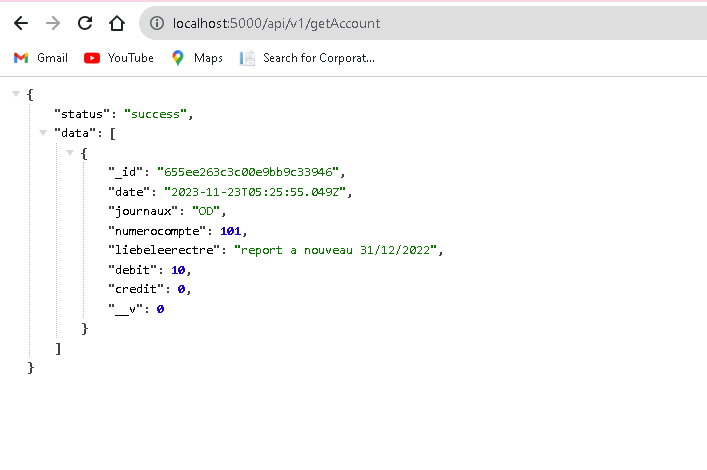 localhost:5000/api/v1/getAccount
Gmail YouTube Maps Search for Corporat...
{
"status": "success",
"data": [
{
"_id": "655ee263c3c00e9bb9c33946",
"date": "2023-11-23T05:25:55.049Z",
"journaux": "OD",
"numerocompte": 101,
"liebeleerectre": "report a nouveau 31/12/2022",
"debit": 10,
"credit": 0,
"__v": 0
}
]
}